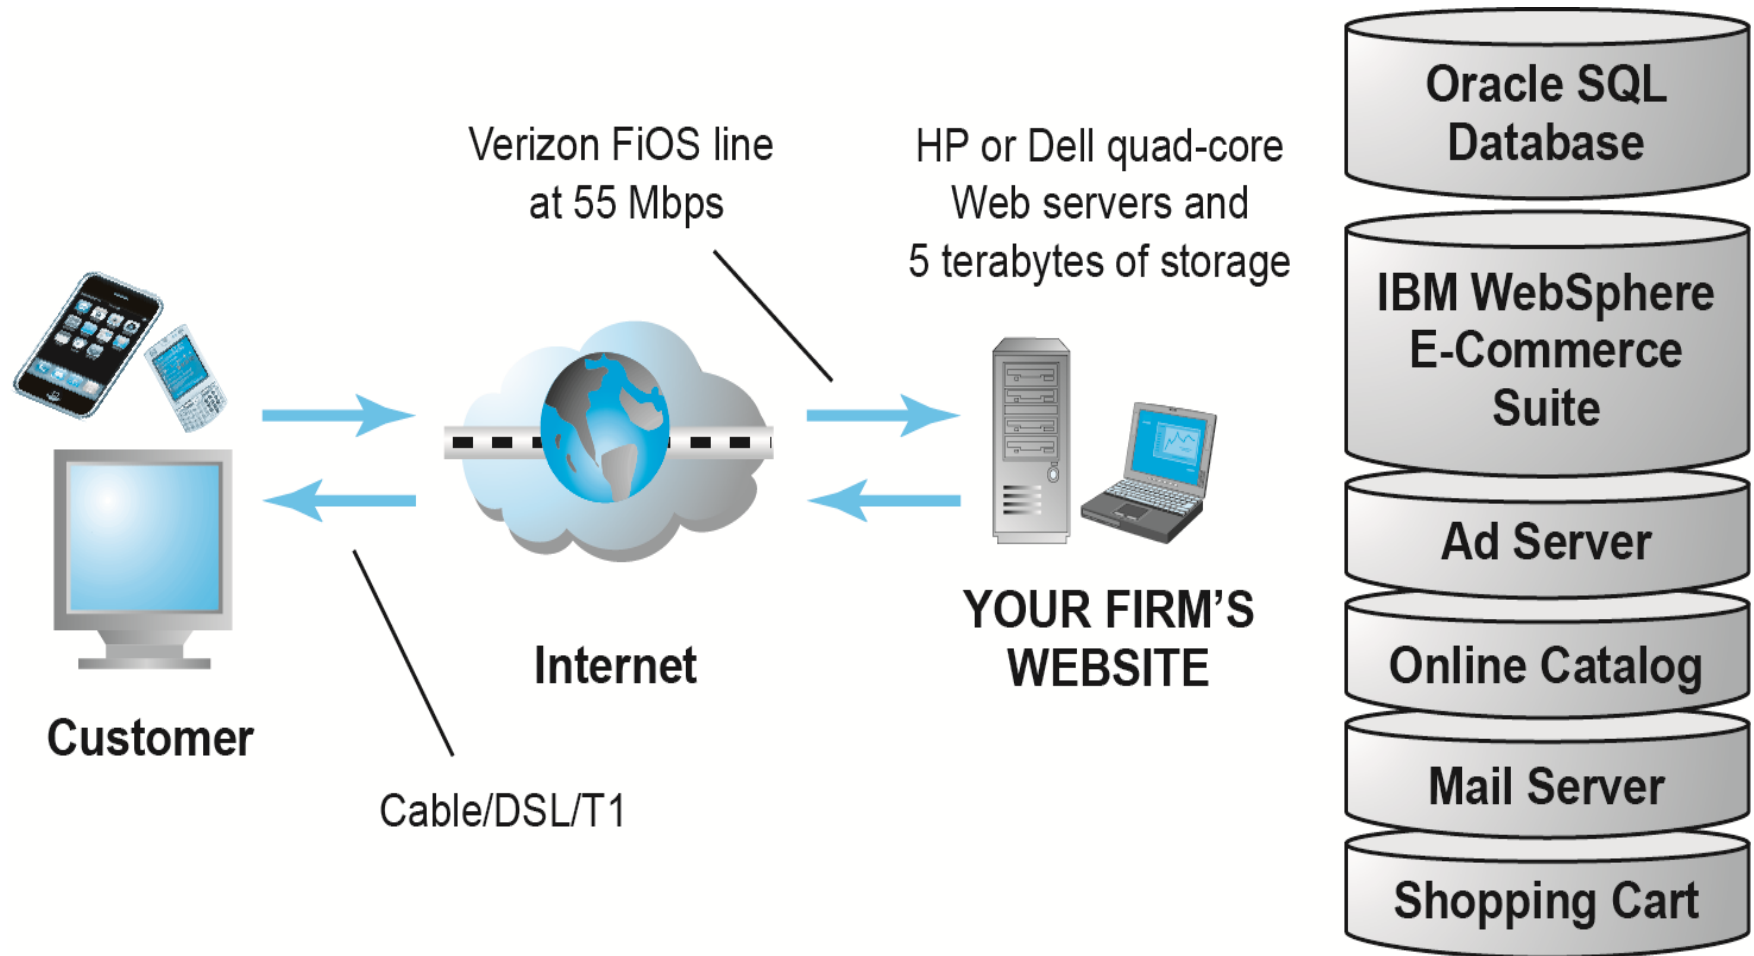 Verizon FiOS line
at 55 Mbps
HP or Dell quad-core
Web servers and
5 terabytes of storage
Customer
Cable/DSL/T1
Internet
YOUR FIRM’S
WEBSITE
Oracle SQL
Database
IBM WebSphere
E-Commerce
Suite
Ad Server
Online Catalog
Mail Server
Shopping Cart